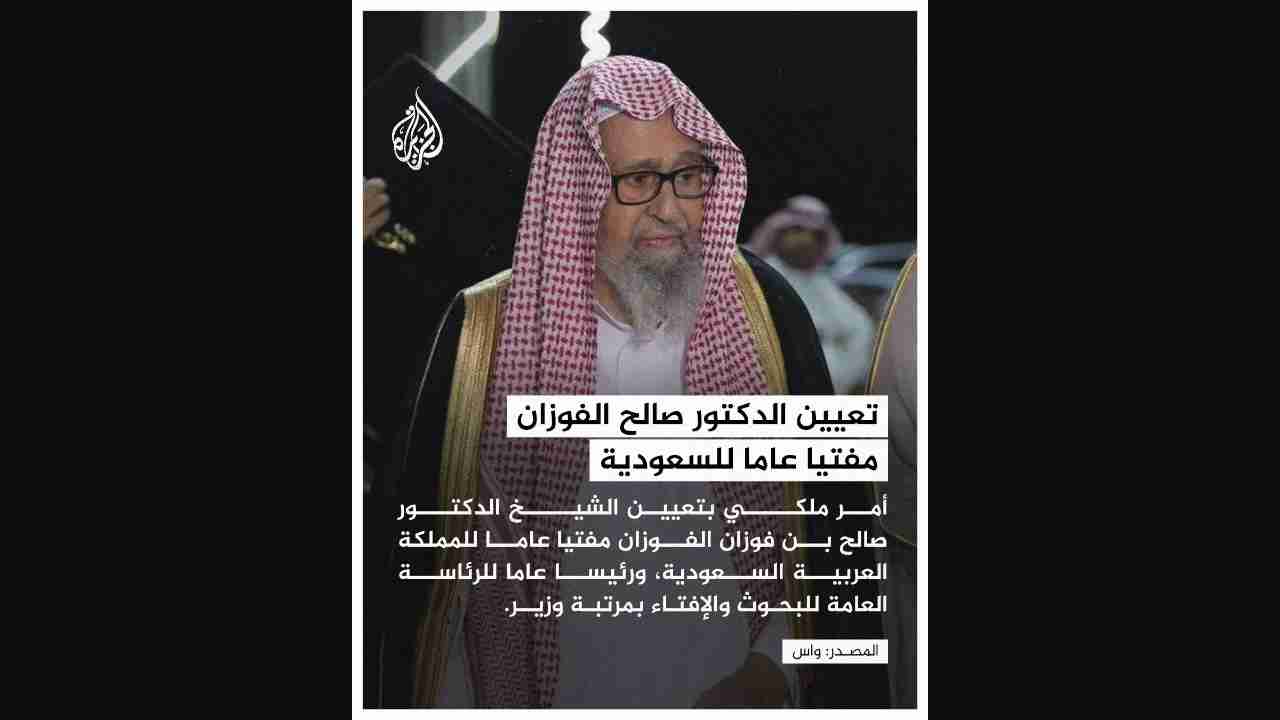 الجزيرة
تعيين الدكتور صالح الفوزان
مفتيا عاما للسعودية
أمر ملكي بتعيين الشيخ الدكتور
صالح بن فوزان الفوزان مفتيا عاما للمملكة
العربية السعودية، ورئيسا عاما للرئاسة
العامة للبحوث والإفتاء بمرتبة وزير.
المصدر: واس